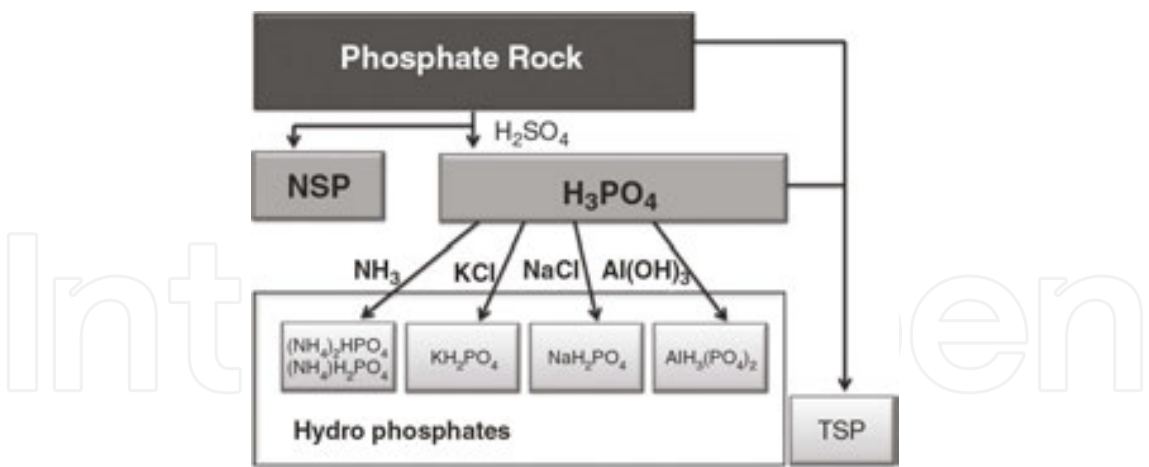 Phosphate Rock
H₂SO₄
NSP
H₃PO₄
NH₃ KCl NaCl Al(OH)₃
(NH₄)₂HPO₄
(NH₄)H₂PO₄
KH₂PO₄
NaH₂PO₄
AlH₃(PO₄)₂
Hydro phosphates
TSP